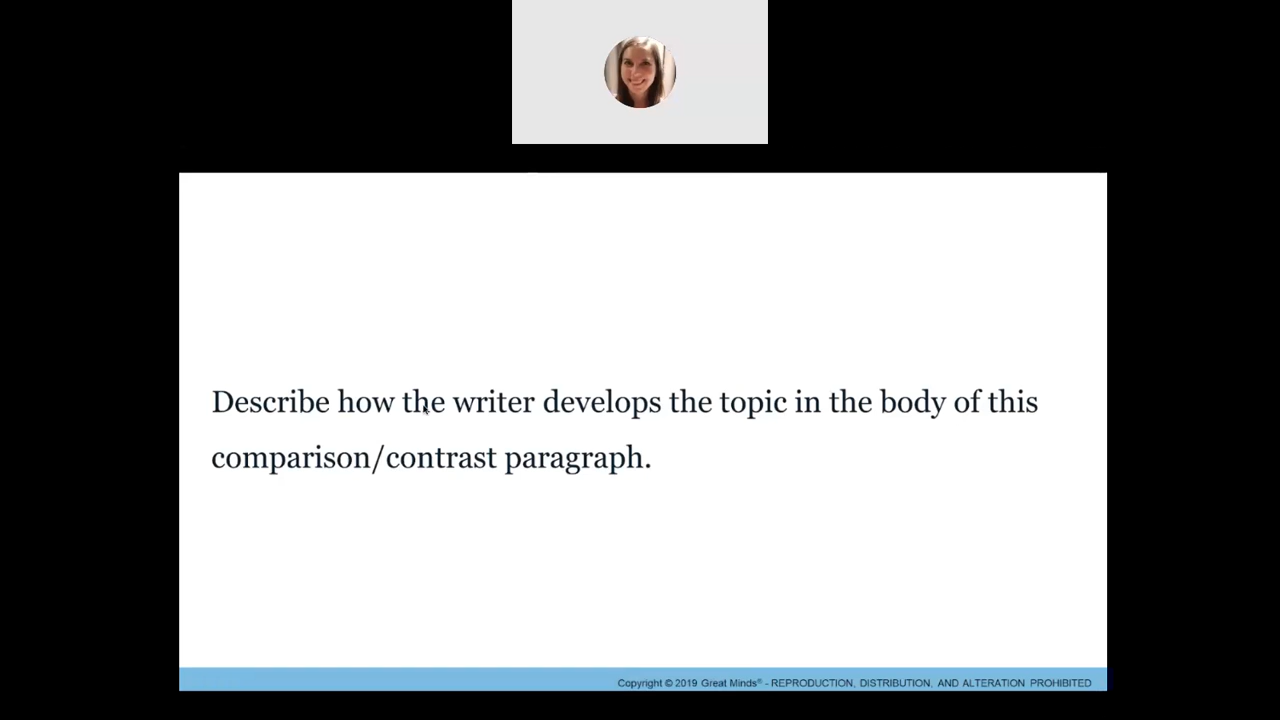 Describe how the writer develops the topic in the body of this
comparison/contrast paragraph.
Copyright © 2019 Great Minds® - REPRODUCTION, DISTRIBUTION, AND ALTERATION PROHIBITED